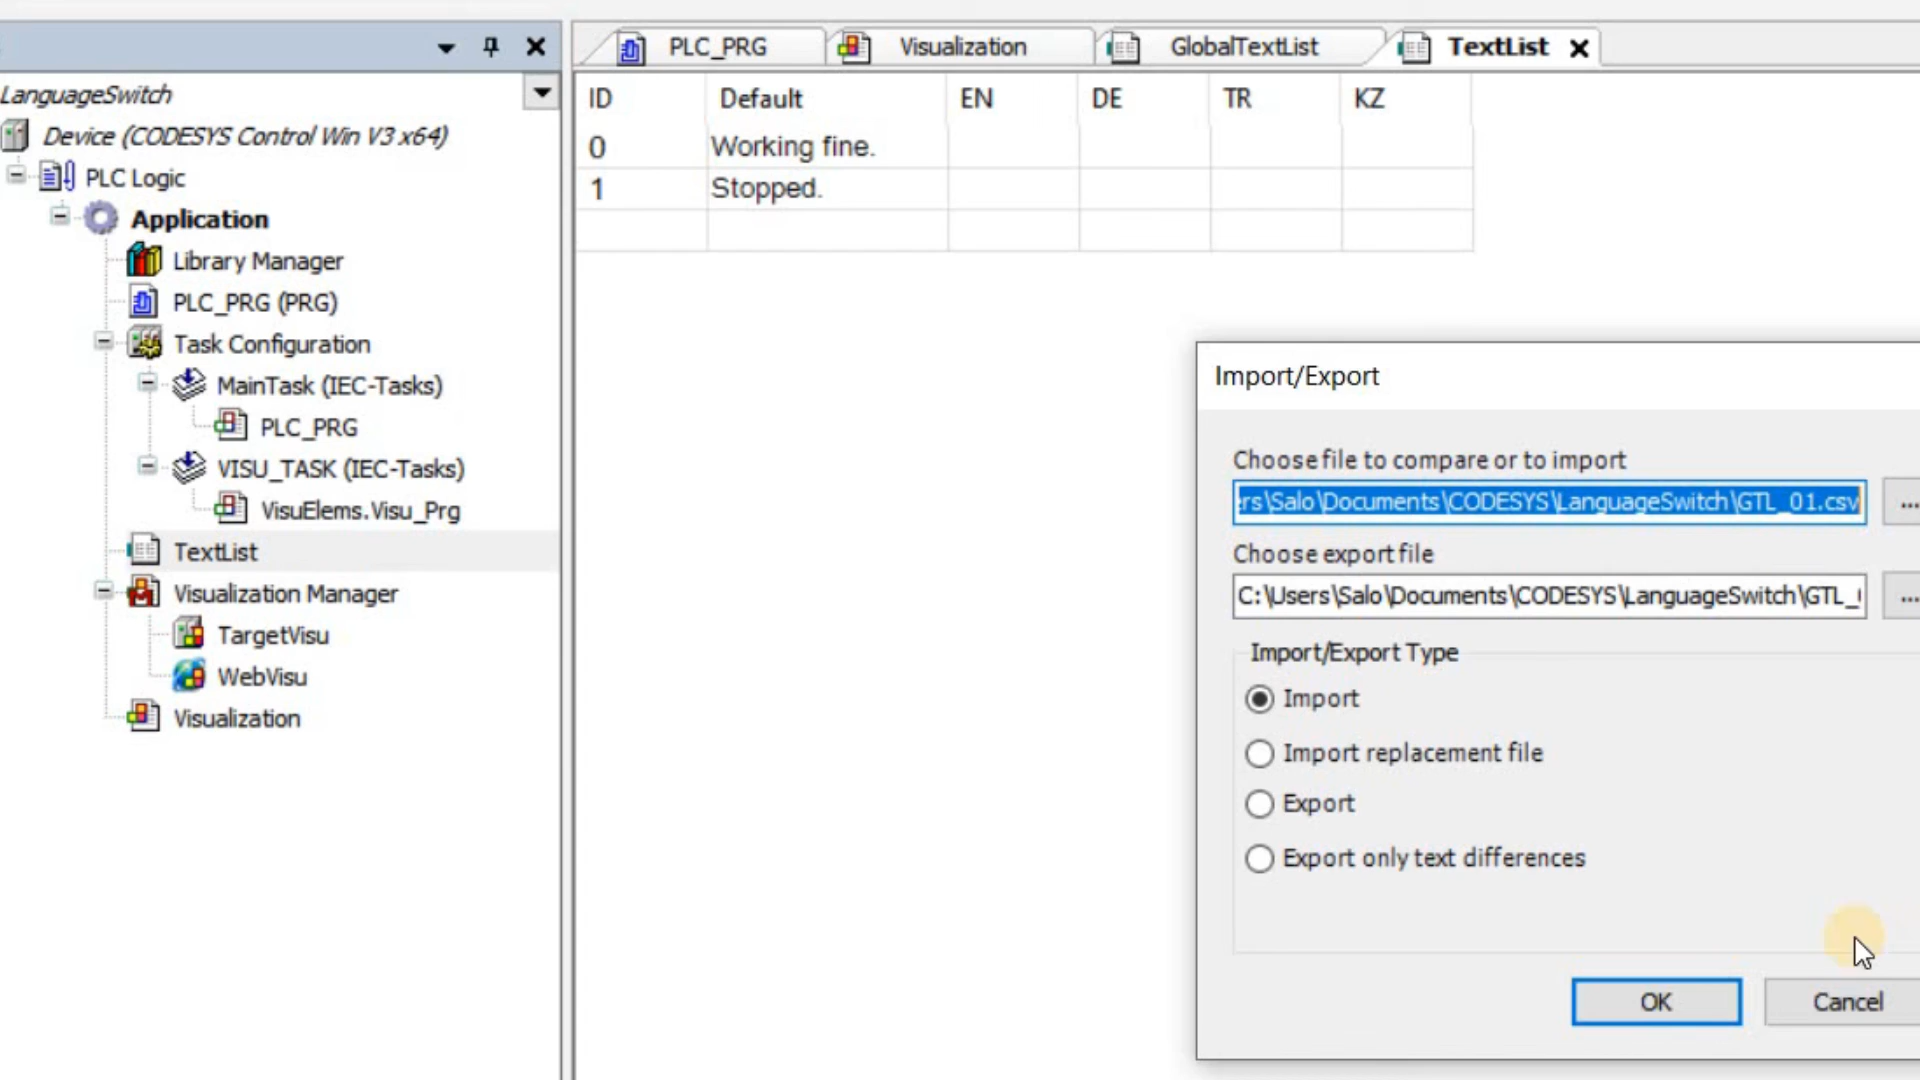 LanguageSwitch
Device (CODESYS Control Win V3 x64)
PLC Logic
Application
Library Manager
PLC_PRG (PRG)
Task Configuration
MainTask (IEC-Tasks)
PLC_PRG
VISU_TASK (IEC-Tasks)
VisuElems.Visu_Prg
TextList
Visualization Manager
TargetVisu
WebVisu
Visualization
PLC_PRG Visualization GlobalTextList TextList
ID Default EN DE TR KZ
0 Working fine.
1 Stopped.
Import/Export
Choose file to compare or to import
ers\Salo\Documents\CODESYS\LanguageSwitch\GTL_01.csv ...
Choose export file
C:\Users\Salo\Documents\CODESYS\LanguageSwitch\GTL_ ...
Import/Export Type
Import
Import replacement file
Export
Export only text differences
OK Cancel